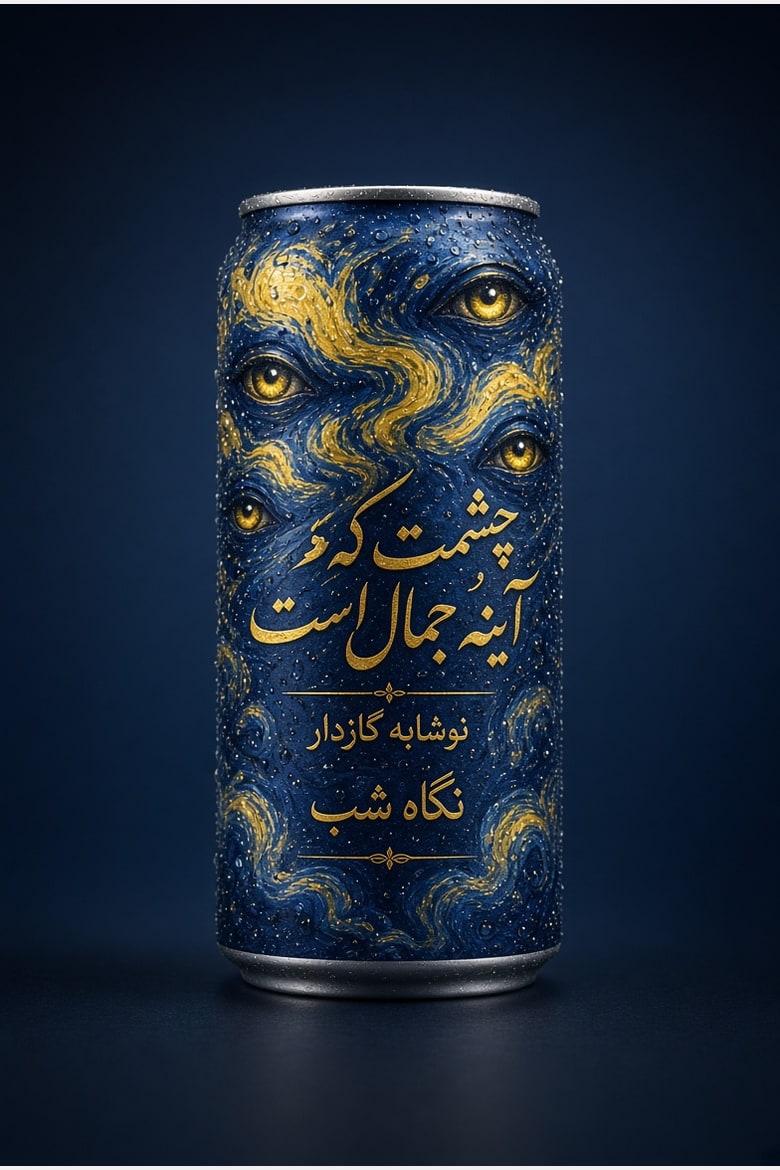 چشمت که
آینهٔ جمال است
نوشابه گازدار
نگاه شب